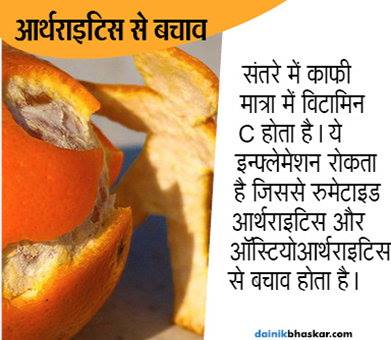 आर्थराइटिस से बचाव
संतरे में काफी
मात्रा में विटामिन
C होता है। ये
इन्फ्लेमेशन रोकता
है जिससे रुमेटाइड
आर्थराइटिस और
ऑस्टियोआर्थराइटिस
से बचाव होता है।
dainikbhaskar.com